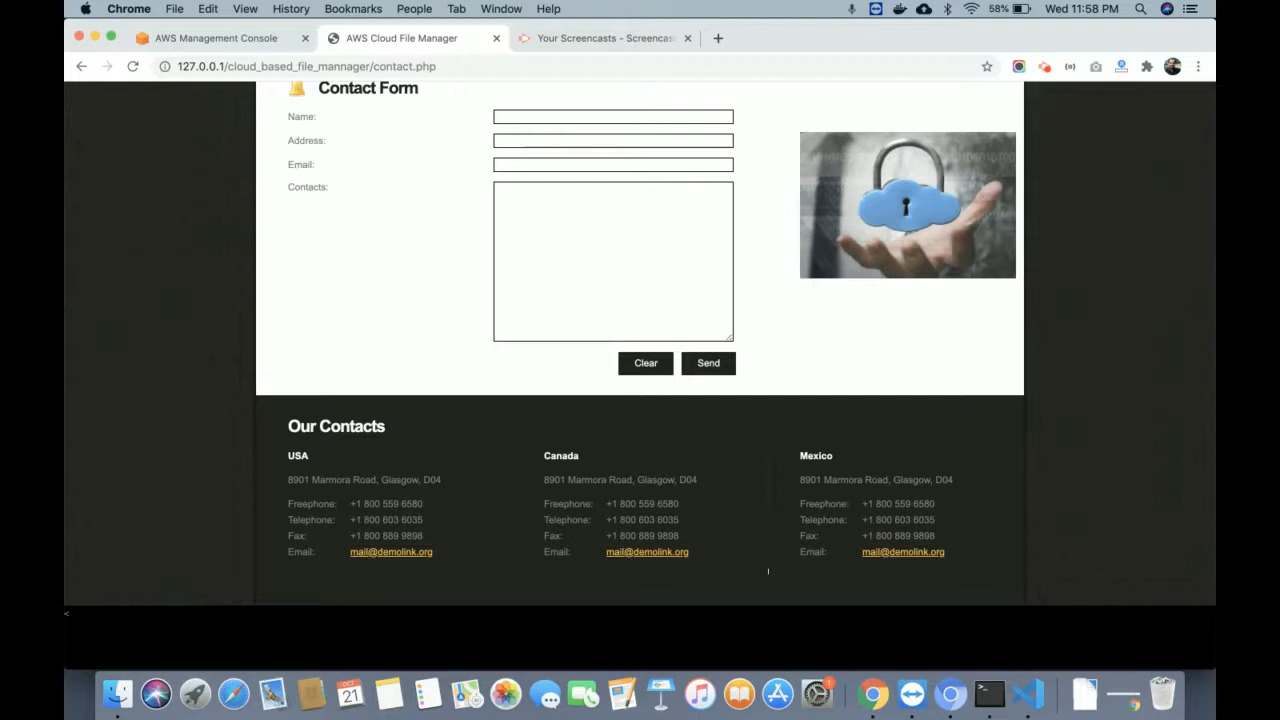 Chrome File Edit View History Bookmarks People Tab Window Help 58% Wed 11:58 PM
AWS Management Console AWS Cloud File Manager Your Screencasts - Screencas
127.0.0.1/cloud_based_file_mannager/contact.php
Contact Form
Name:
Address:
Email:
Contacts:
Clear Send
Our Contacts
USA Canada Mexico
8901 Marmora Road, Glasgow, D04 8901 Marmora Road, Glasgow, D04 8901 Marmora Road, Glasgow, D04
Freephone: +1 800 559 6580 Freephone: +1 800 559 6580 Freephone: +1 800 559 6580
Telephone: +1 800 603 6035 Telephone: +1 800 603 6035 Telephone: +1 800 603 6035
Fax: +1 800 889 9898 Fax: +1 800 889 9898 Fax: +1 800 889 9898
Email: mail@demolink.org Email: mail@demolink.org Email: mail@demolink.org
<
OCT
21
1